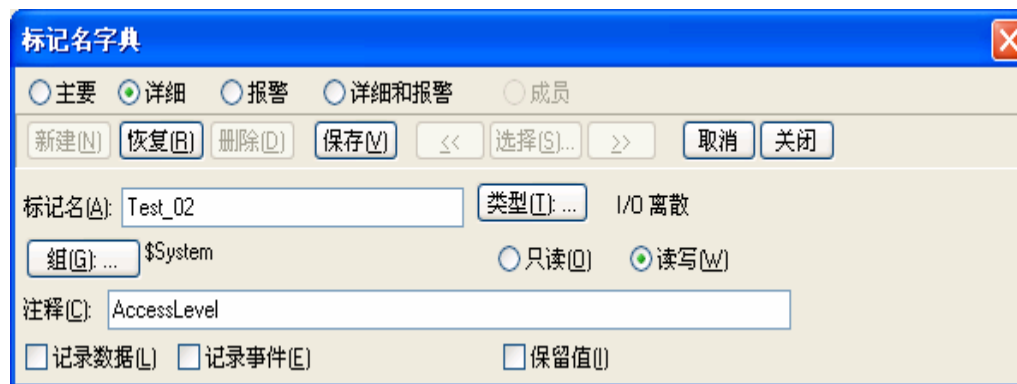 标记名字典
主要 详细 报警 详细和报警 成员
新建(N) 恢复(R) 删除(D) 保存(V) << 选择(S)... >> 取消 关闭
标记名(A): Test_02 类型(T): ... I/O 离散
组(G): ... $System 只读(O) 读写(W)
注释(C): AccessLevel
记录数据(L) 记录事件(E) 保留值(I)